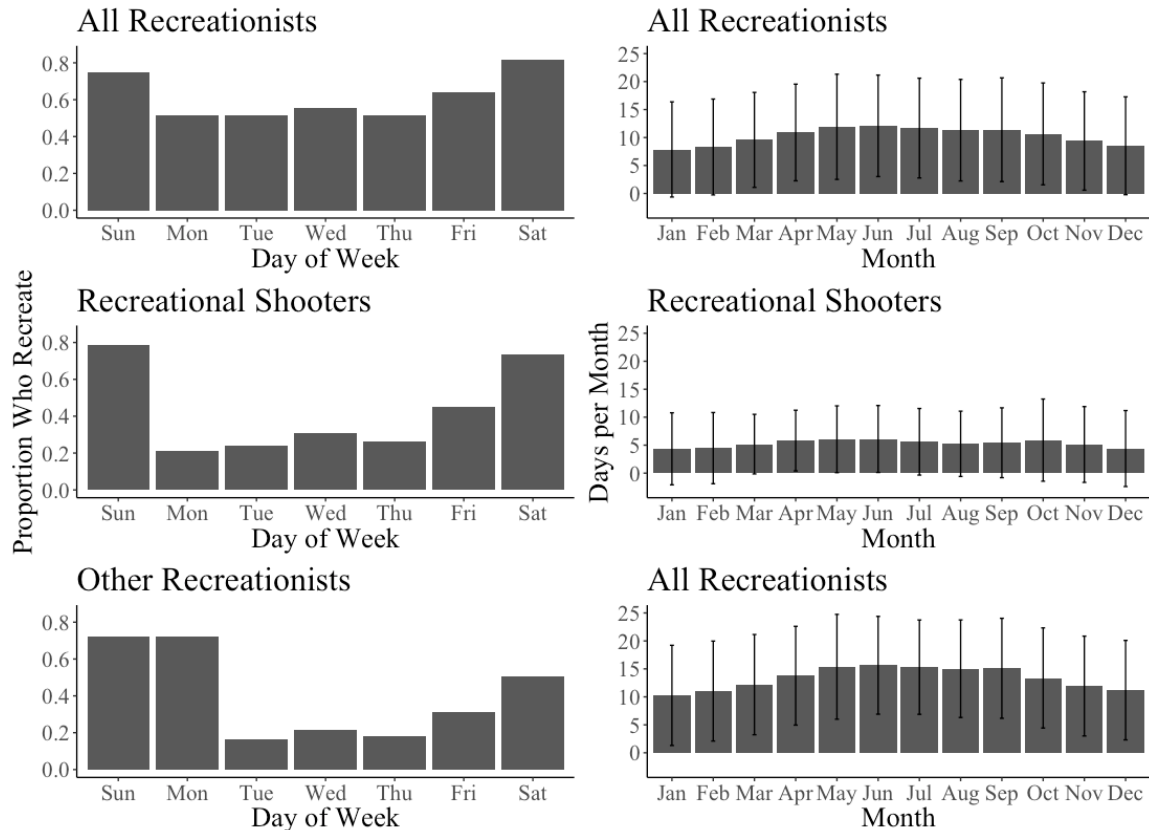 All Recreationists
0.8
0.6
0.4
0.2
0.0
Sun Mon Tue Wed Thu Fri Sat
Day of Week
All Recreationists
25
20
15
10
5
0
Jan Feb Mar Apr May Jun Jul Aug Sep Oct Nov Dec
Month
Proportion Who Recreate
Recreational Shooters
0.8
0.6
0.4
0.2
0.0
Sun Mon Tue Wed Thu Fri Sat
Day of Week
Days per Month
Recreational Shooters
25
20
15
10
5
0
Jan Feb Mar Apr May Jun Jul Aug Sep Oct Nov Dec
Month
Other Recreationists
0.8
0.6
0.4
0.2
0.0
Sun Mon Tue Wed Thu Fri Sat
Day of Week
All Recreationists
25
20
15
10
5
0
Jan Feb Mar Apr May Jun Jul Aug Sep Oct Nov Dec
Month